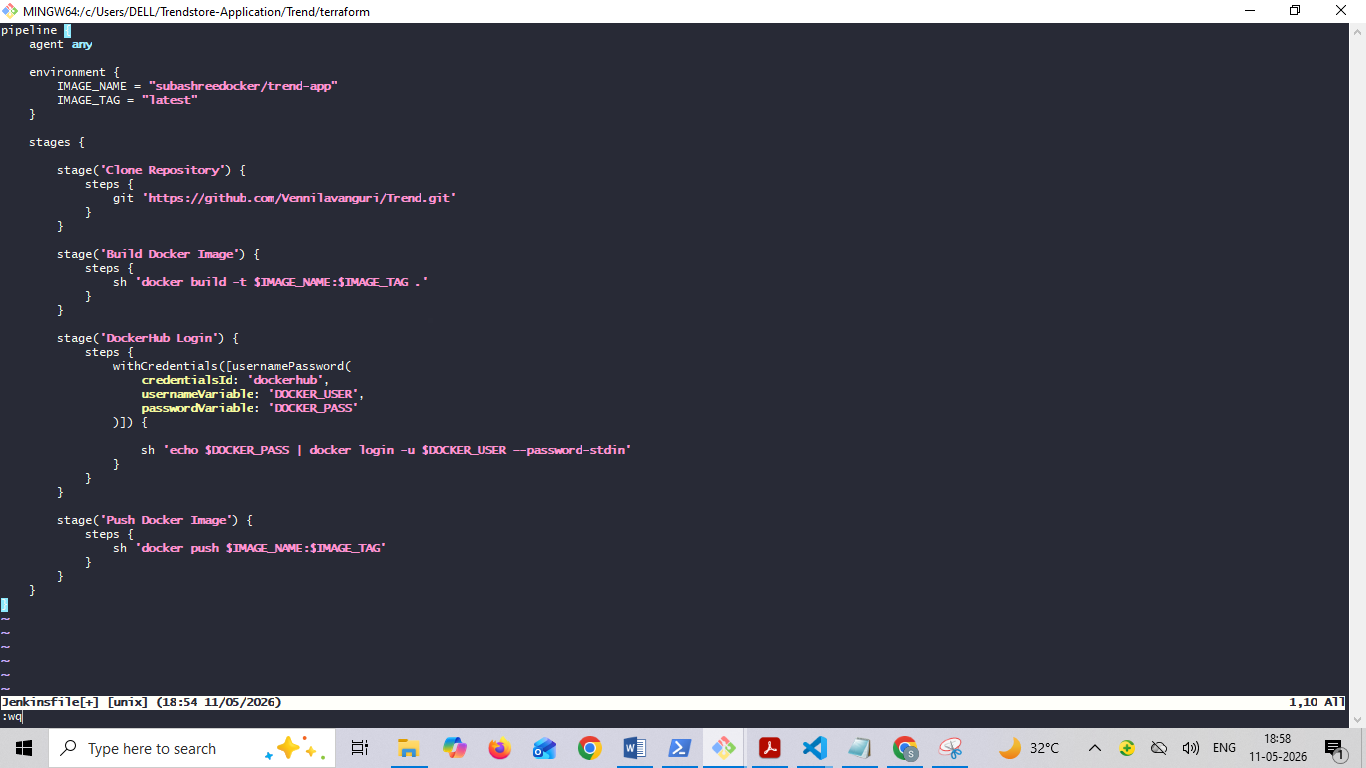 MINGW64:/c/Users/DELL/Trendstore-Application/Trend/terraform
pipeline {
    agent any

    environment {
        IMAGE_NAME = "subashreedocker/trend-app"
        IMAGE_TAG = "latest"
    }

    stages {

        stage('Clone Repository') {
            steps {
                git 'https://github.com/Vennilavanguri/Trend.git'
            }
        }

        stage('Build Docker Image') {
            steps {
                sh 'docker build -t $IMAGE_NAME:$IMAGE_TAG .'
            }
        }

        stage('DockerHub Login') {
            steps {
                withCredentials([usernamePassword(
                    credentialsId: 'dockerhub',
                    usernameVariable: 'DOCKER_USER',
                    passwordVariable: 'DOCKER_PASS'
                )]) {

                    sh 'echo $DOCKER_PASS | docker login -u $DOCKER_USER --password-stdin'
                }
            }
        }

        stage('Push Docker Image') {
            steps {
                sh 'docker push $IMAGE_NAME:$IMAGE_TAG'
            }
        }
    }
}
~
~
~
~
~
~
Jenkinsfile[+] [unix] (18:54 11/05/2026) 1,10 All
:wq
Type here to search
S
32°C
ENG
18:58
11-05-2026
1